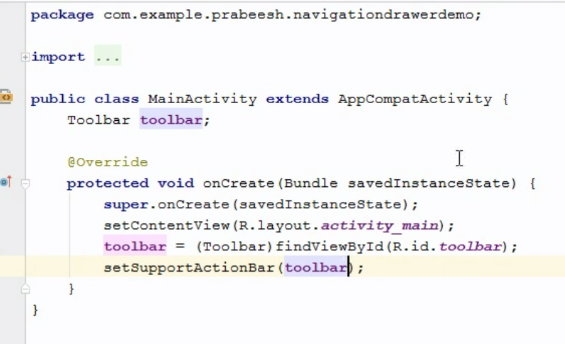 package com.example.prabeesh.navigationdrawerdemo;
import ...
public class MainActivity extends AppCompatActivity {
Toolbar toolbar;
@Override
protected void onCreate(Bundle savedInstanceState) {
super.onCreate(savedInstanceState);
setContentView(R.layout.activity_main);
toolbar = (Toolbar)findViewById(R.id.toolbar);
setSupportActionBar(toolbar);
}
}